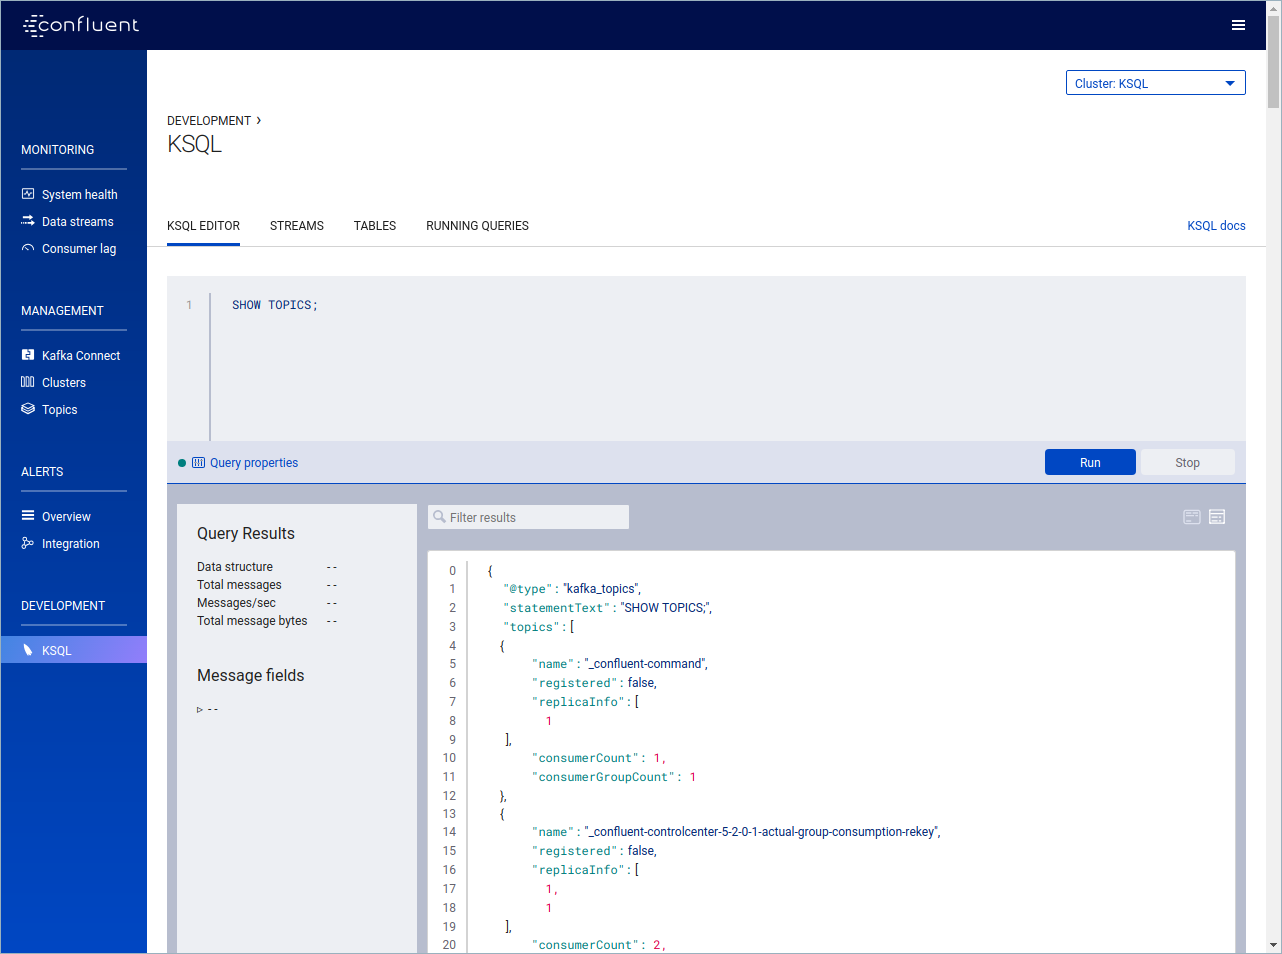 confluent
Cluster: KSQL
DEVELOPMENT ›
KSQL
MONITORING
System health
Data streams
Consumer lag
MANAGEMENT
Kafka Connect
Clusters
Topics
ALERTS
Overview
Integration
DEVELOPMENT
KSQL
KSQL EDITOR STREAMS TABLES RUNNING QUERIES KSQL docs
1 SHOW TOPICS;
Query properties Run Stop
Query Results
Data structure --
Total messages --
Messages/sec --
Total message bytes --
Message fields
▷ --
Filter results
0 {
1 "@type": "kafka_topics",
2 "statementText": "SHOW TOPICS;",
3 "topics": [
4 {
5 "name": "_confluent-command",
6 "registered": false,
7 "replicaInfo": [
8 1
9 ],
10 "consumerCount": 1,
11 "consumerGroupCount": 1
12 },
13 {
14 "name": "_confluent-controlcenter-5-2-0-1-actual-group-consumption-rekey",
15 "registered": false,
16 "replicaInfo": [
17 1,
18 1
19 ],
20 "consumerCount": 2,